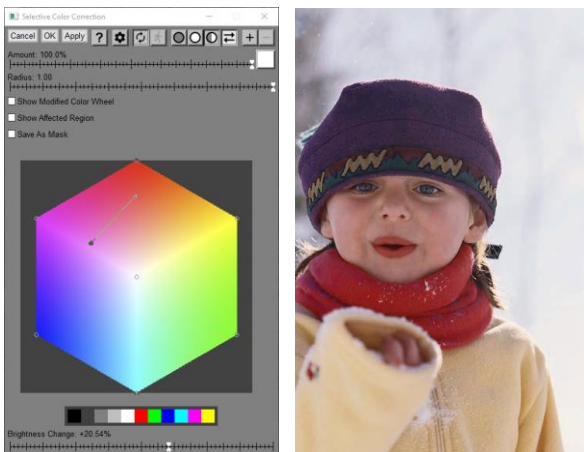 Selective Color Correction
Cancel OK Apply ?
Amount: 100.0%
Radius: 1.00
Show Modified Color Wheel
Show Affected Region
Save As Mask
Brightness Change: +20.54%